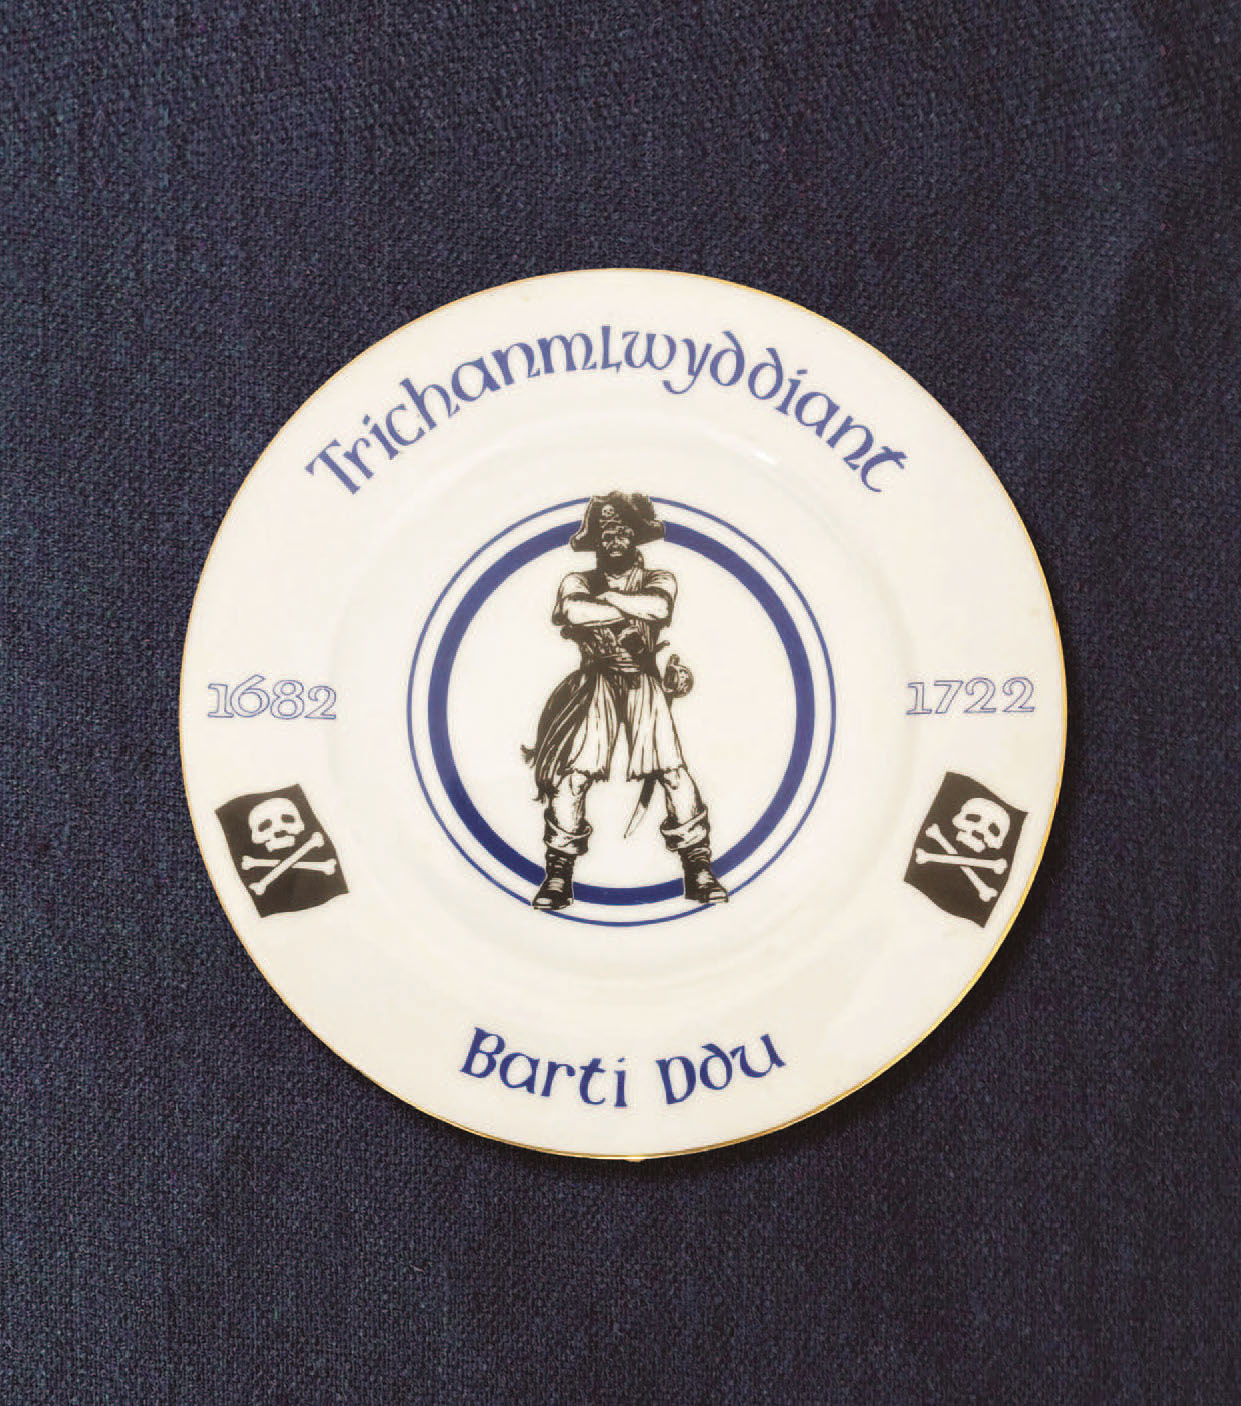 Trichanmlwyddiant
1682
1722
Barti Ddu